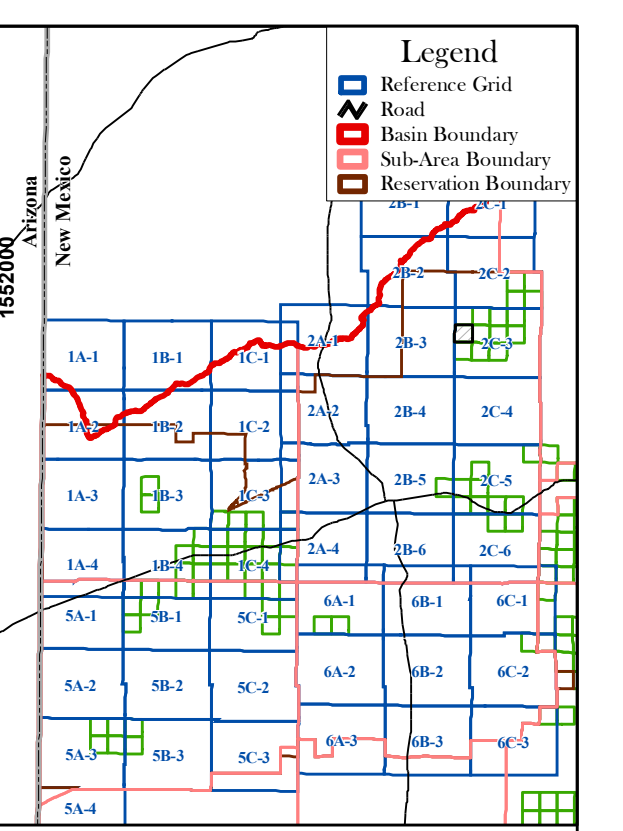 Legend
Reference Grid
Road
Basin Boundary
Sub-Area Boundary
Reservation Boundary
Arizona
New Mexico
1552000
2B-1
2C-1
2B-2
2C-2
2A-1
2B-3
2C-3
1A-1
1B-1
1C-1
2A-2
2B-4
2C-4
1A-2
1B-2
1C-2
2A-3
2B-5
2C-5
1A-3
1B-3
1C-3
2A-4
2B-6
2C-6
1A-4
1B-4
1C-4
6A-1
6B-1
6C-1
5A-1
5B-1
5C-1
6A-2
6B-2
6C-2
5A-2
5B-2
5C-2
6A-3
6B-3
6C-3
5A-3
5B-3
5C-3
5A-4